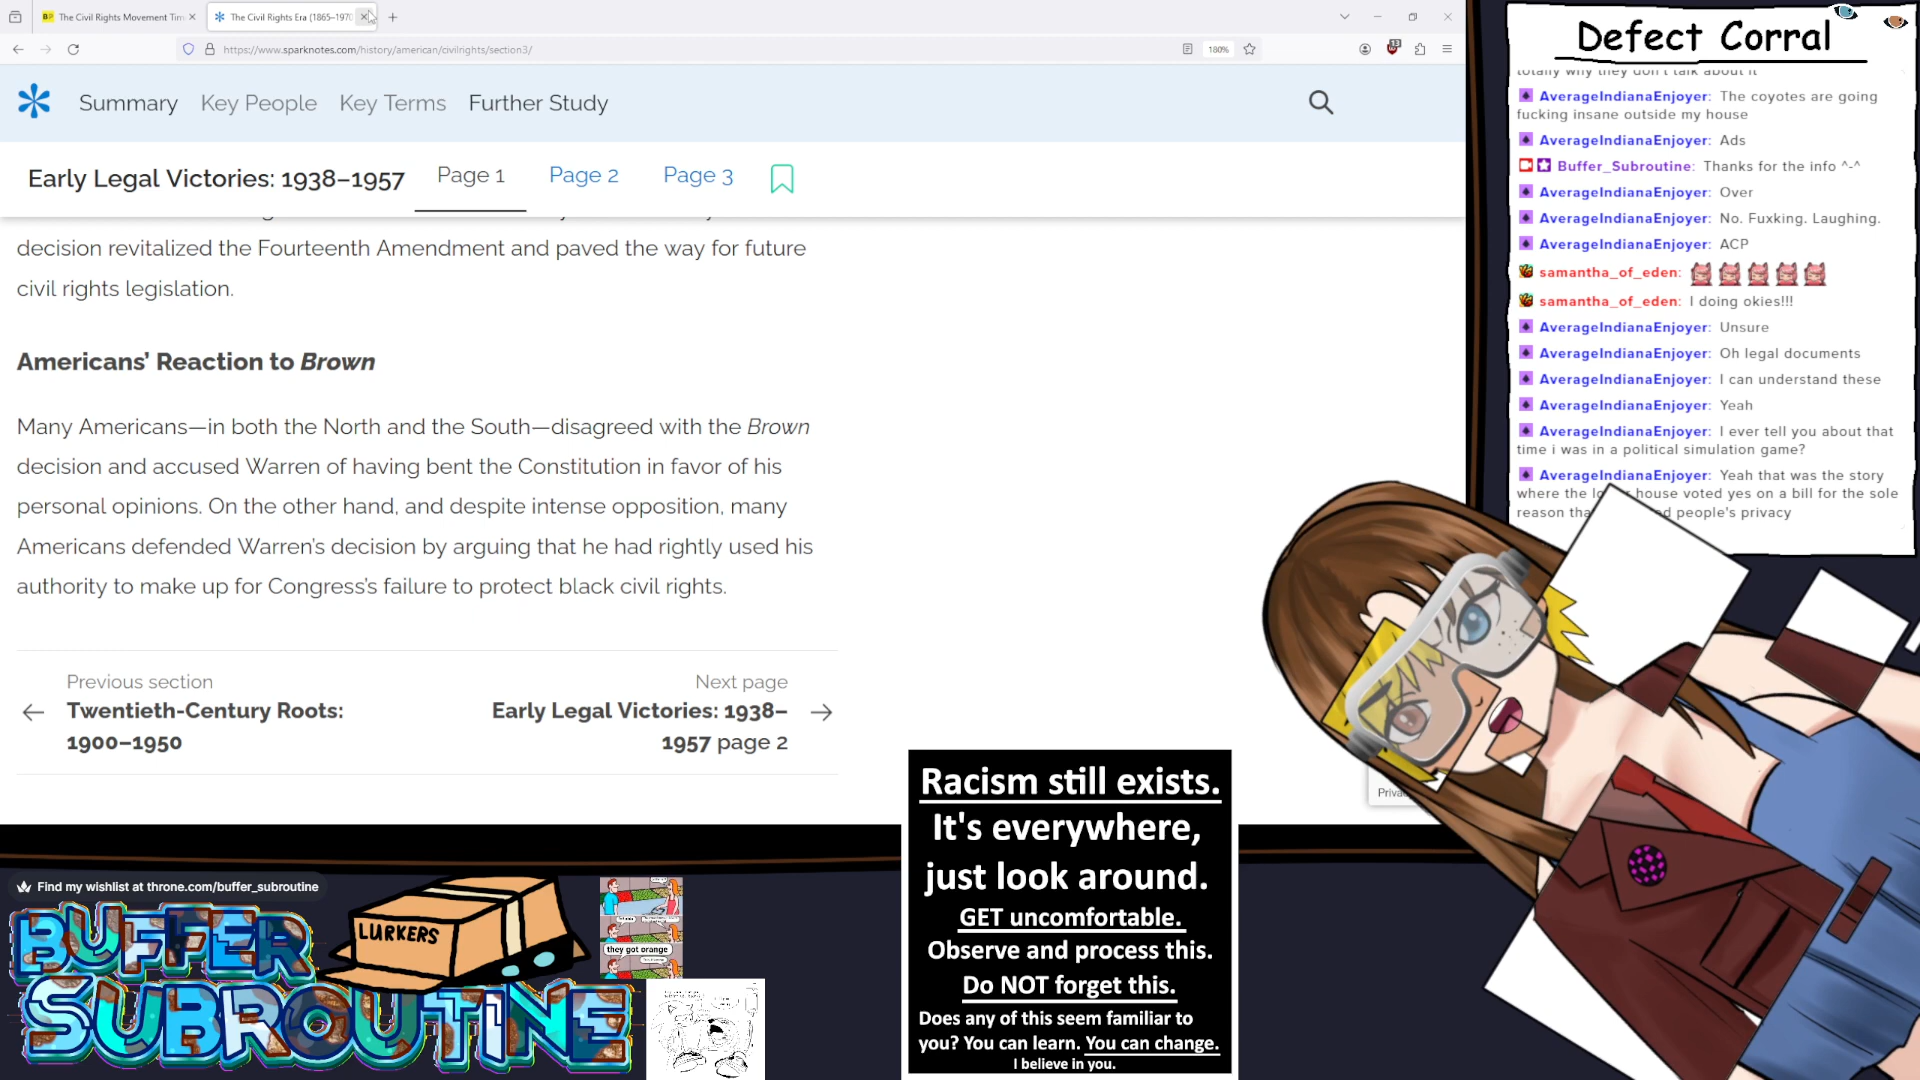 The Civil Rights Movement Tim
The Civil Rights Era (1865–1970
https://www.sparknotes.com/history/american/civilrights/section3/
180%
Summary Key People Key Terms Further Study
Early Legal Victories: 1938–1957 Page 1 Page 2 Page 3
decision revitalized the Fourteenth Amendment and paved the way for future
civil rights legislation.
Americans’ Reaction to Brown
Many Americans—in both the North and the South—disagreed with the Brown
decision and accused Warren of having bent the Constitution in favor of his
personal opinions. On the other hand, and despite intense opposition, many
Americans defended Warren’s decision by arguing that he had rightly used his
authority to make up for Congress’s failure to protect black civil rights.
Previous section
Twentieth-Century Roots:
1900–1950
Next page
Early Legal Victories: 1938–
1957 page 2
Defect Corral
totally why they don't talk about it
AverageIndianaEnjoyer: The coyotes are going
fucking insane outside my house
AverageIndianaEnjoyer: Ads
Buffer_Subroutine: Thanks for the info ^-^
AverageIndianaEnjoyer: Over
AverageIndianaEnjoyer: No. Fuxking. Laughing.
AverageIndianaEnjoyer: ACP
samantha_of_eden:
samantha_of_eden: I doing okies!!!
AverageIndianaEnjoyer: Unsure
AverageIndianaEnjoyer: Oh legal documents
AverageIndianaEnjoyer: I can understand these
AverageIndianaEnjoyer: Yeah
AverageIndianaEnjoyer: I ever tell you about that
time i was in a political simulation game?
AverageIndianaEnjoyer: Yeah that was the story
where the house voted yes on a bill for the sole
reason people's privacy
Find my wishlist at throne.com/buffer_subroutine
BUFFER
SUBROUTINE
LURKERS
they got orange
Racism still exists.
It's everywhere,
just look around.
GET uncomfortable.
Observe and process this.
Do NOT forget this.
Does any of this seem familiar to
you? You can learn. You can change.
I believe in you.